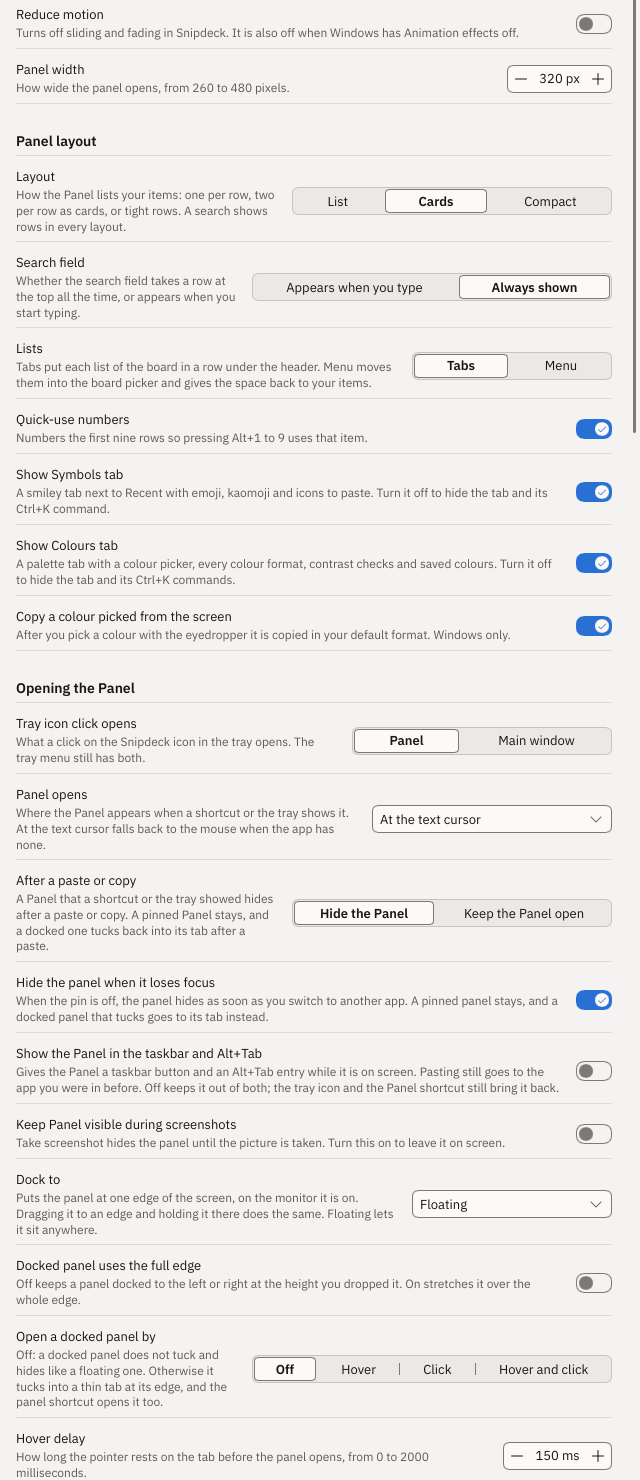 Reduce motion
Turns off sliding and fading in Snipdeck. It is also off when Windows has Animation effects off.
Panel width
How wide the panel opens, from 260 to 480 pixels.
320 px
Panel layout
Layout
How the Panel lists your items: one per row, two
per row as cards, or tight rows. A search shows
rows in every layout.
List Cards Compact
Search field
Whether the search field takes a row at
the top all the time, or appears when you
start typing.
Appears when you type Always shown
Lists
Tabs put each list of the board in a row under the header. Menu moves
them into the board picker and gives the space back to your items.
Tabs Menu
Quick-use numbers
Numbers the first nine rows so pressing Alt+1 to 9 uses that item.
Show Symbols tab
A smiley tab next to Recent with emoji, kaomoji and icons to paste. Turn it off to hide the tab and its
Ctrl+K command.
Show Colours tab
A palette tab with a colour picker, every colour format, contrast checks and saved colours. Turn it off
to hide the tab and its Ctrl+K commands.
Copy a colour picked from the screen
After you pick a colour with the eyedropper it is copied in your default format. Windows only.
Opening the Panel
Tray icon click opens
What a click on the Snipdeck icon in the tray opens. The
tray menu still has both.
Panel Main window
Panel opens
Where the Panel appears when a shortcut or the tray shows it.
At the text cursor falls back to the mouse when the app has
none.
At the text cursor
After a paste or copy
A Panel that a shortcut or the tray showed hides
after a paste or copy. A pinned Panel stays, and
a docked one tucks back into its tab after a
paste.
Hide the Panel Keep the Panel open
Hide the panel when it loses focus
When the pin is off, the panel hides as soon as you switch to another app. A pinned panel stays, and a
docked panel that tucks goes to its tab instead.
Show the Panel in the taskbar and Alt+Tab
Gives the Panel a taskbar button and an Alt+Tab entry while it is on screen. Pasting still goes to the
app you were in before. Off keeps it out of both; the tray icon and the Panel shortcut still bring it back.
Keep Panel visible during screenshots
Take screenshot hides the panel until the picture is taken. Turn this on to leave it on screen.
Dock to
Puts the panel at one edge of the screen, on the monitor it is on.
Dragging it to an edge and holding it there does the same. Floating lets
it sit anywhere.
Floating
Docked panel uses the full edge
Off keeps a panel docked to the left or right at the height you dropped it. On stretches it over the
whole edge.
Open a docked panel by
Off: a docked panel does not tuck and
hides like a floating one. Otherwise it
tucks into a thin tab at its edge, and the
panel shortcut opens it too.
Off Hover Click Hover and click
Hover delay
How long the pointer rests on the tab before the panel opens, from 0 to 2000
milliseconds.
150 ms